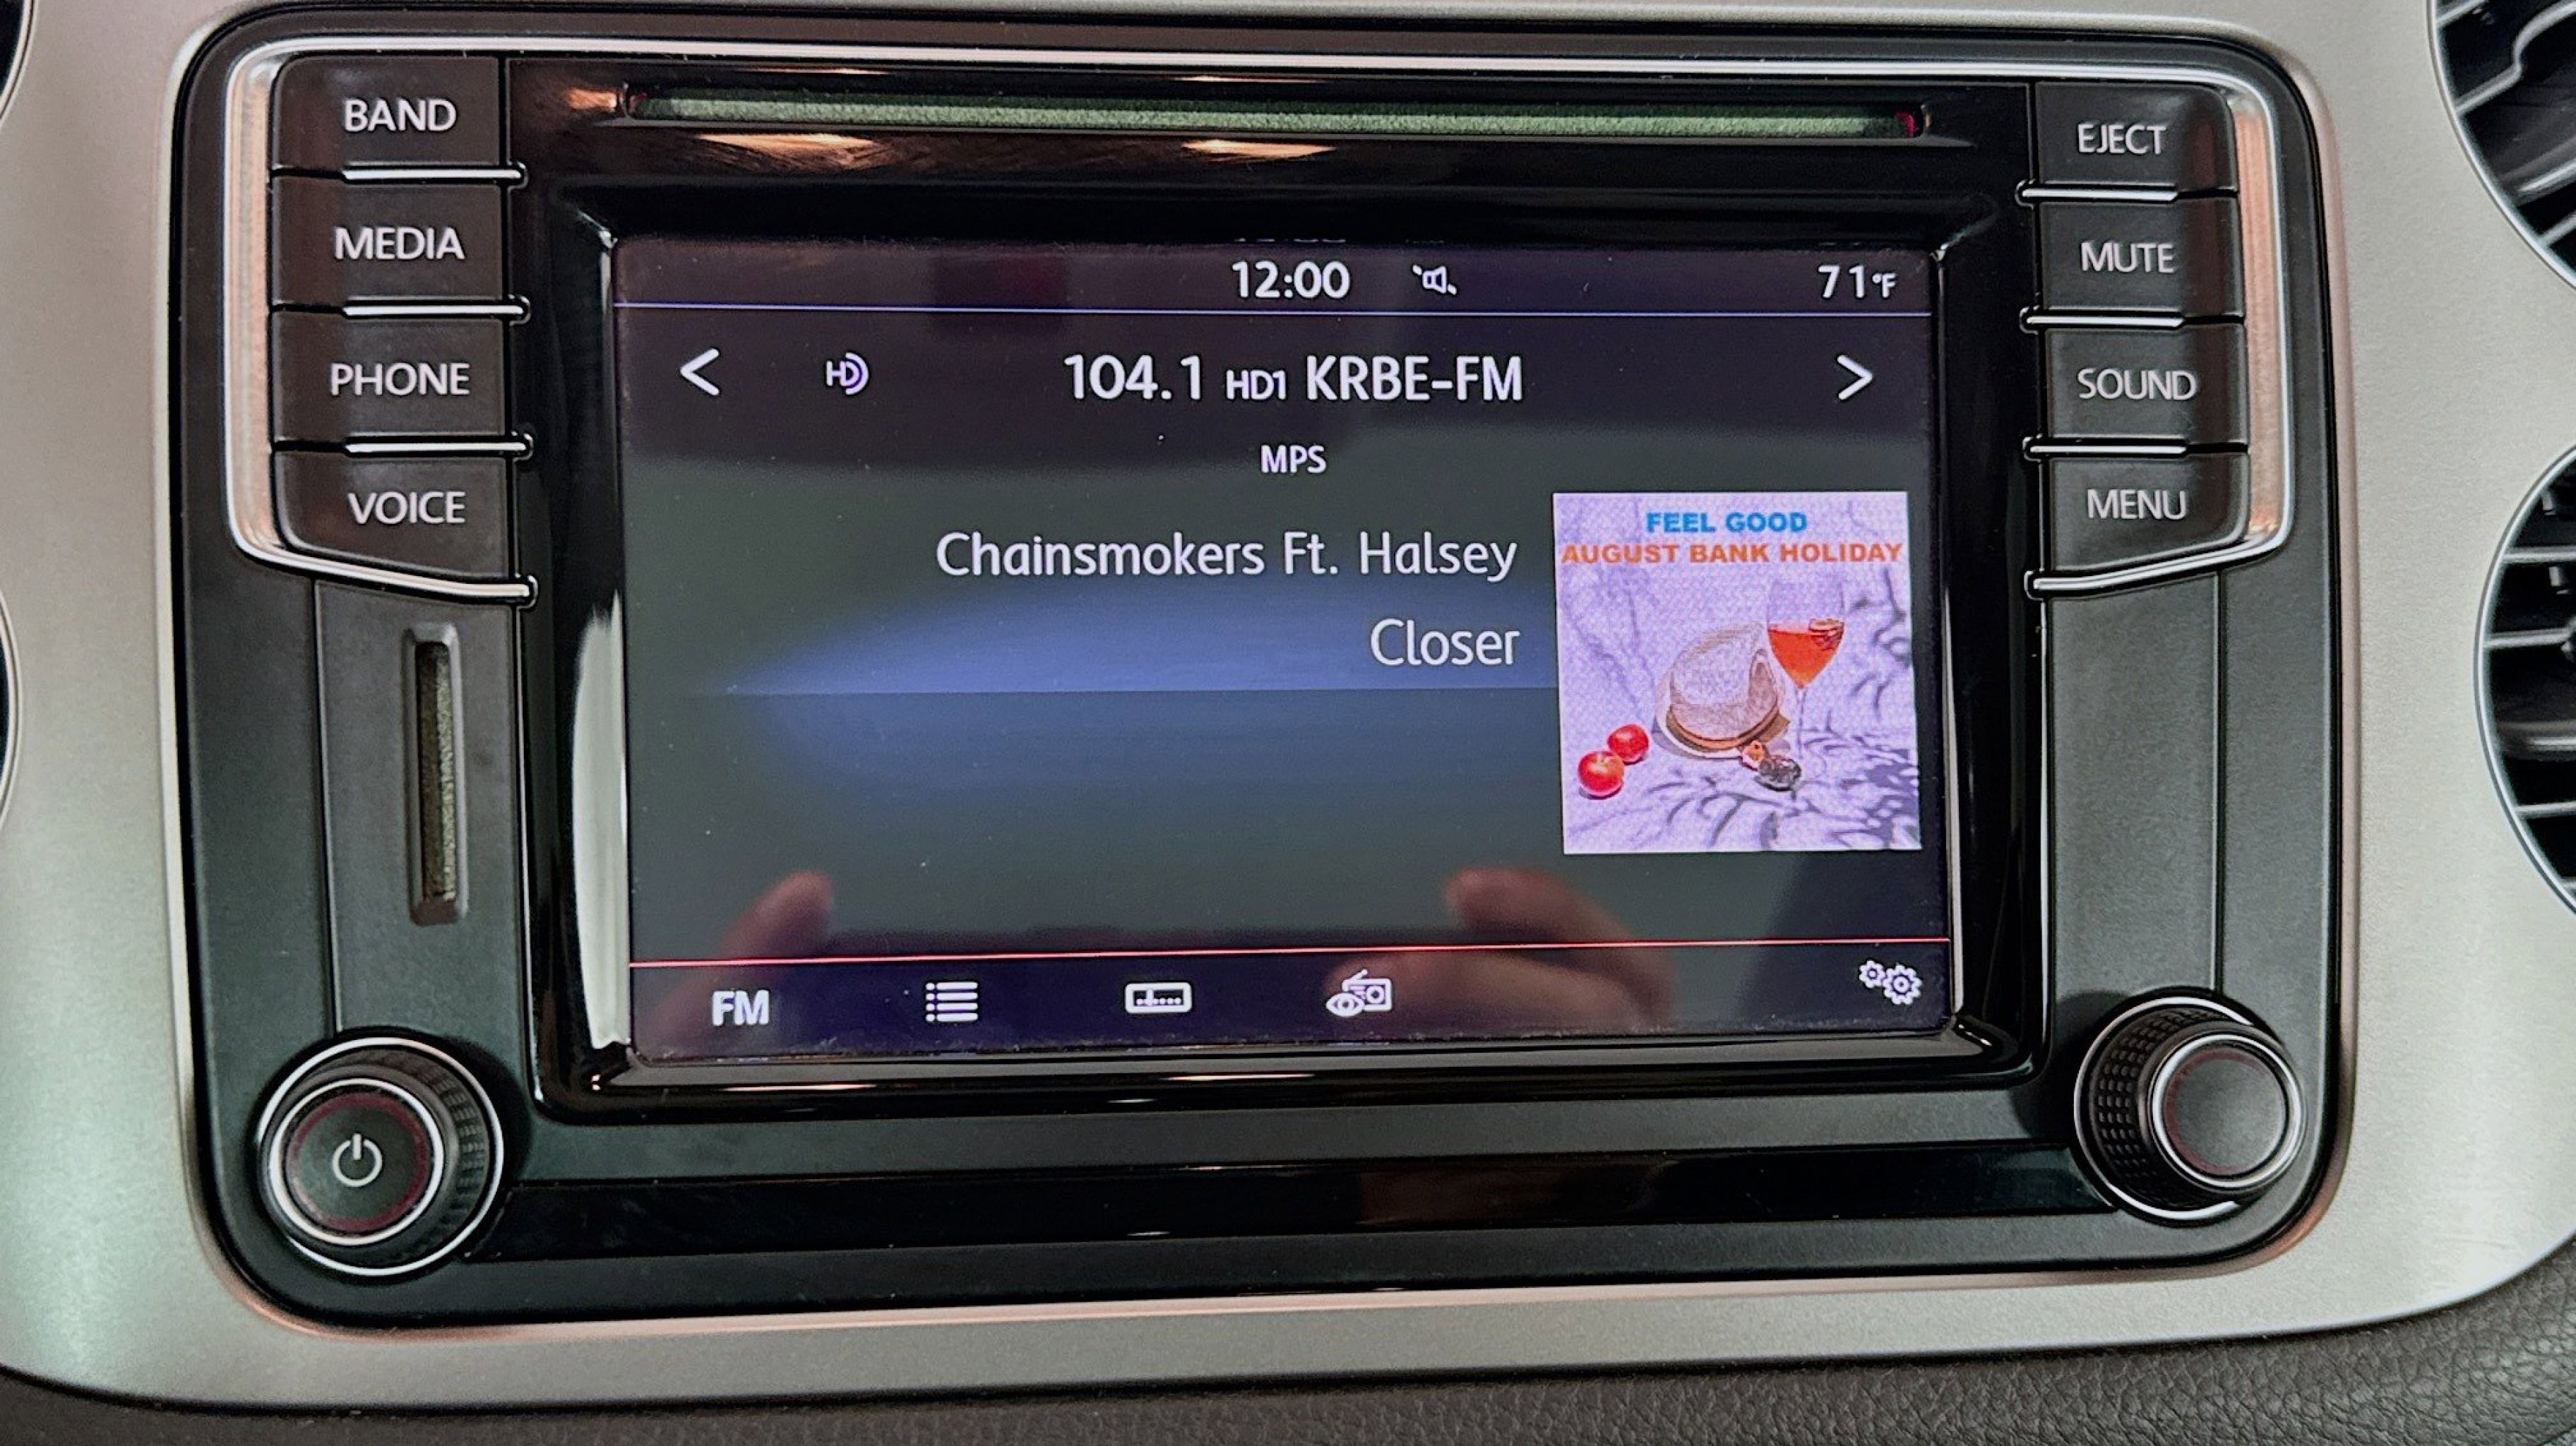 BAND
MEDIA
PHONE
VOICE
EJECT
MUTE
SOUND
MENU
12:00
71°F
< HD 104.1 HD1 KRBE-FM >
MPS
Chainsmokers Ft. Halsey
Closer
FEEL GOOD
AUGUST BANK HOLIDAY
FM